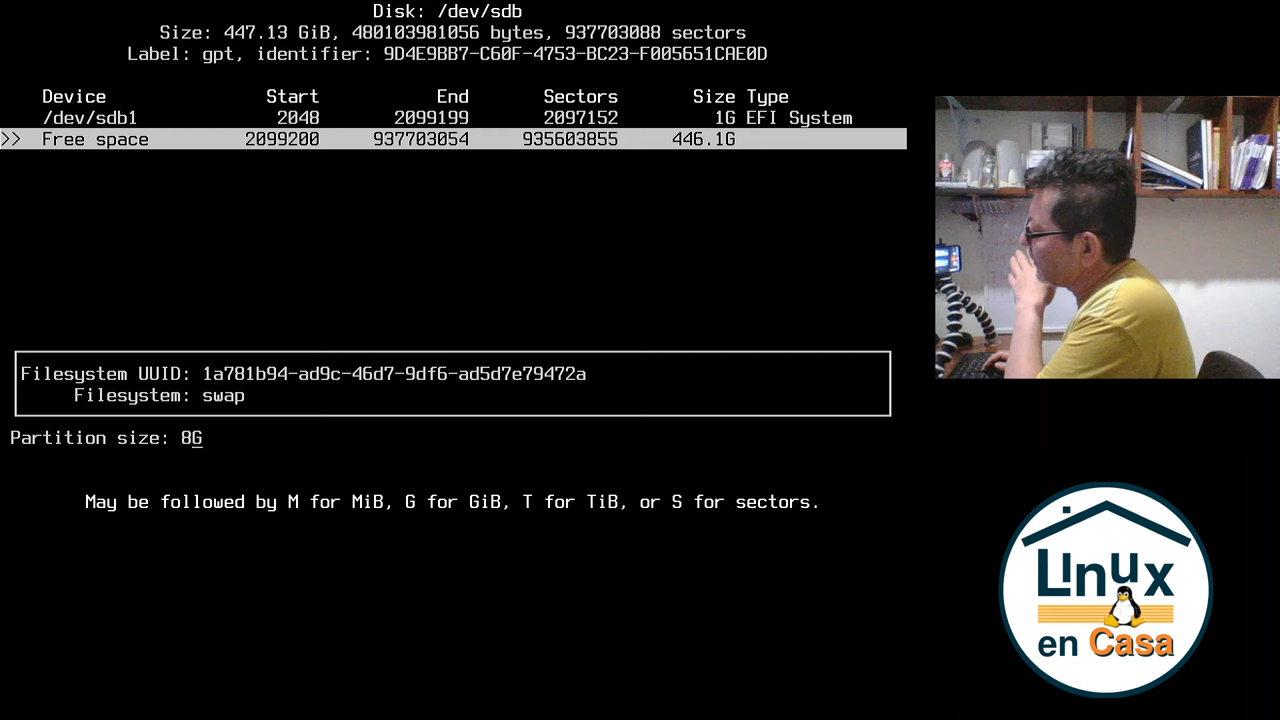 Disk: /dev/sdb
Size: 447.13 GiB, 480103981056 bytes, 937703088 sectors
Label: gpt, identifier: 9D4E9BB7-C60F-4753-BC23-F005651CAE0D
Device Start End Sectors Size Type
/dev/sdb1 2048 2099199 2097152 1G EFI System
>> Free space 2099200 937703054 935603855 446.1G
Filesystem UUID: 1a781b94-ad9c-46d7-9df6-ad5d7e79472a
Filesystem: swap
Partition size: 8G
May be followed by M for MiB, G for GiB, T for TiB, or S for sectors.
Linux
en Casa